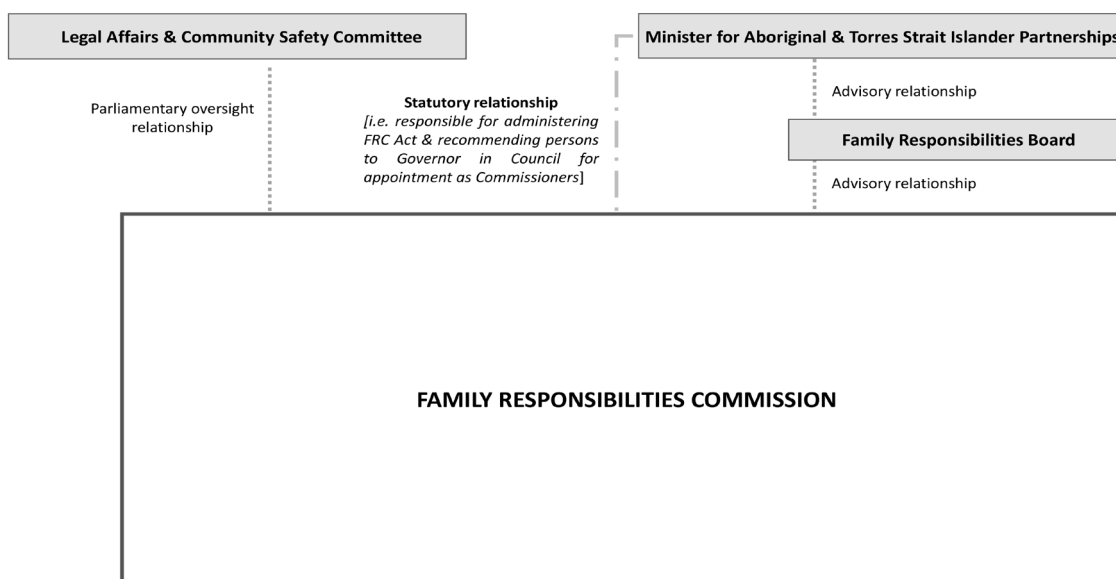 Legal Affairs & Community Safety Committee
Minister for Aboriginal & Torres Strait Islander Partnerships
Parliamentary oversight
relationship
Statutory relationship
[i.e. responsible for administering
FRC Act & recommending persons
to Governor in Council for
appointment as Commissioners]
Advisory relationship
Family Responsibilities Board
Advisory relationship
FAMILY RESPONSIBILITIES COMMISSION